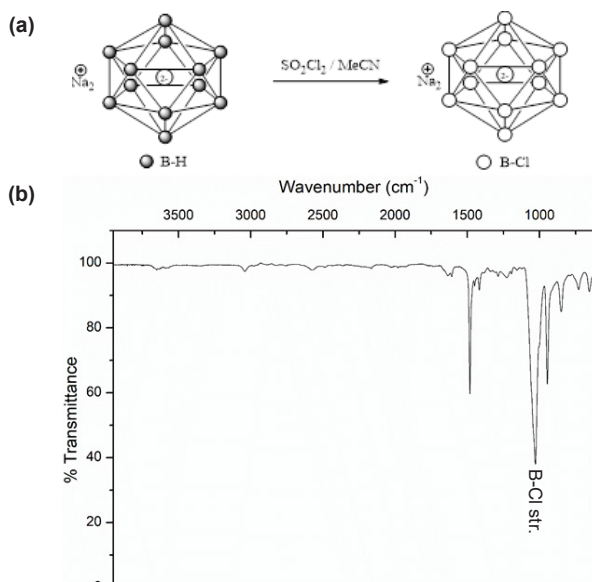 (a)
⊕
Na2
2-
SO2Cl2 / MeCN
⊕
Na2
2-
B-H
B-Cl
(b)
Wavenumber (cm-1)
3500 3000 2500 2000 1500 1000
100
80
60
40
20
% Transmittance
B-Cl str.